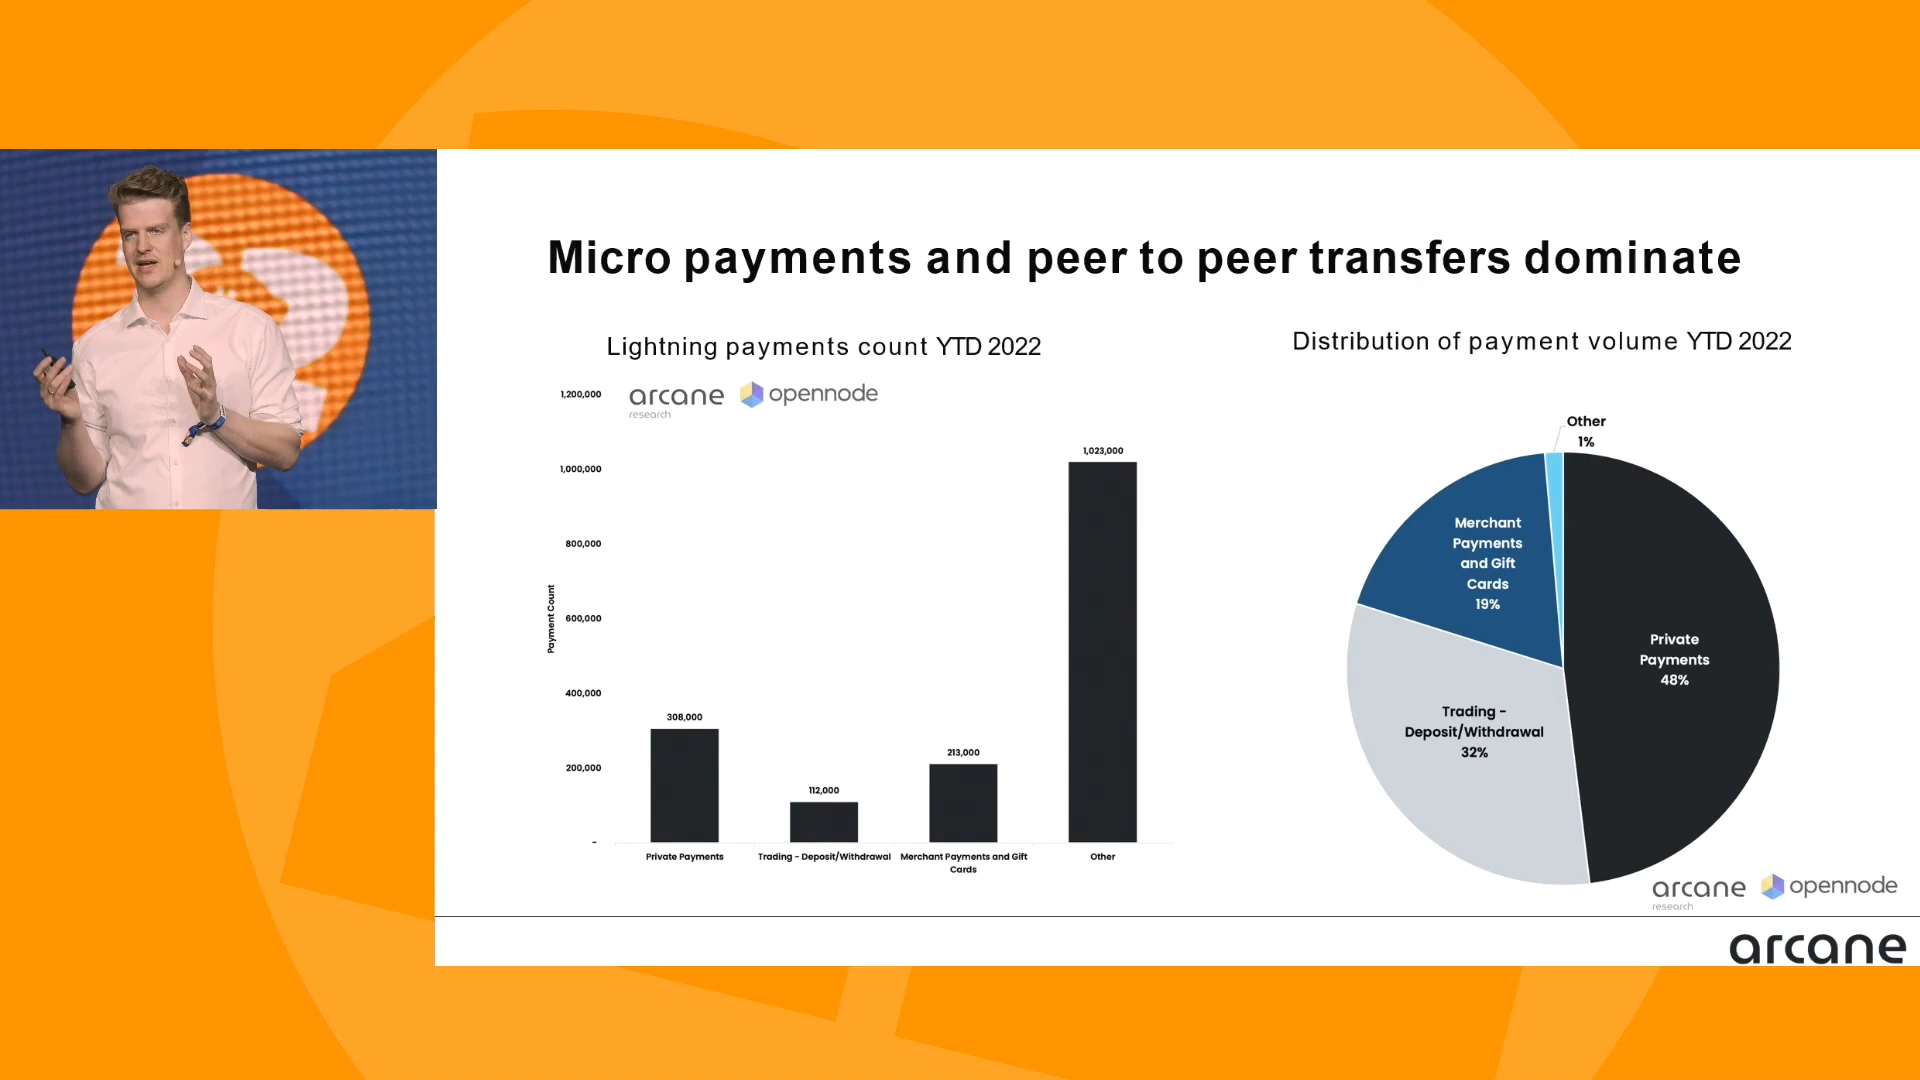 Micro payments and peer to peer transfers dominate
Lightning payments count YTD 2022
arcane
research
opennode
1,200,000
1,000,000
800,000
600,000
400,000
200,000
-
Payment Count
308,000
112,000
213,000
1,023,000
Private Payments
Trading - Deposit/Withdrawal
Merchant Payments and Gift
Cards
Other
Distribution of payment volume YTD 2022
Other
1%
Merchant
Payments
and Gift
Cards
19%
Private
Payments
48%
Trading -
Deposit/Withdrawal
32%
arcane
research
opennode
arcane